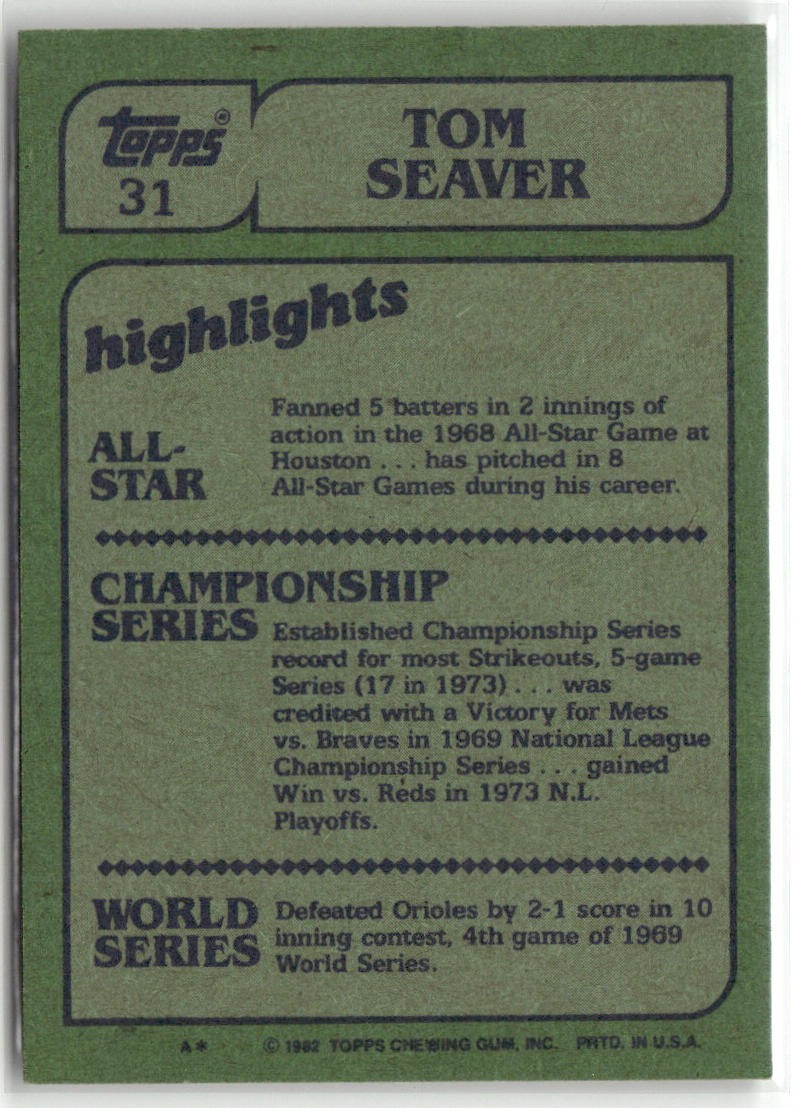 Topps®
31
TOM
SEAVER
highlights
ALL-
STAR
Fanned 5 batters in 2 innings of
action in the 1968 All-Star Game at
Houston . . . has pitched in 8
All-Star Games during his career.
CHAMPIONSHIP
SERIES
Established Championship Series
record for most Strikeouts, 5-game
Series (17 in 1973) . . . was
credited with a Victory for Mets
vs. Braves in 1969 National League
Championship Series . . . gained
Win vs. Reds in 1973 N.L.
Playoffs.
WORLD
SERIES
Defeated Orioles by 2-1 score in 10
inning contest, 4th game of 1969
World Series.
A* © 1982 TOPPS CHEWING GUM, INC. PRTD. IN U.S.A.